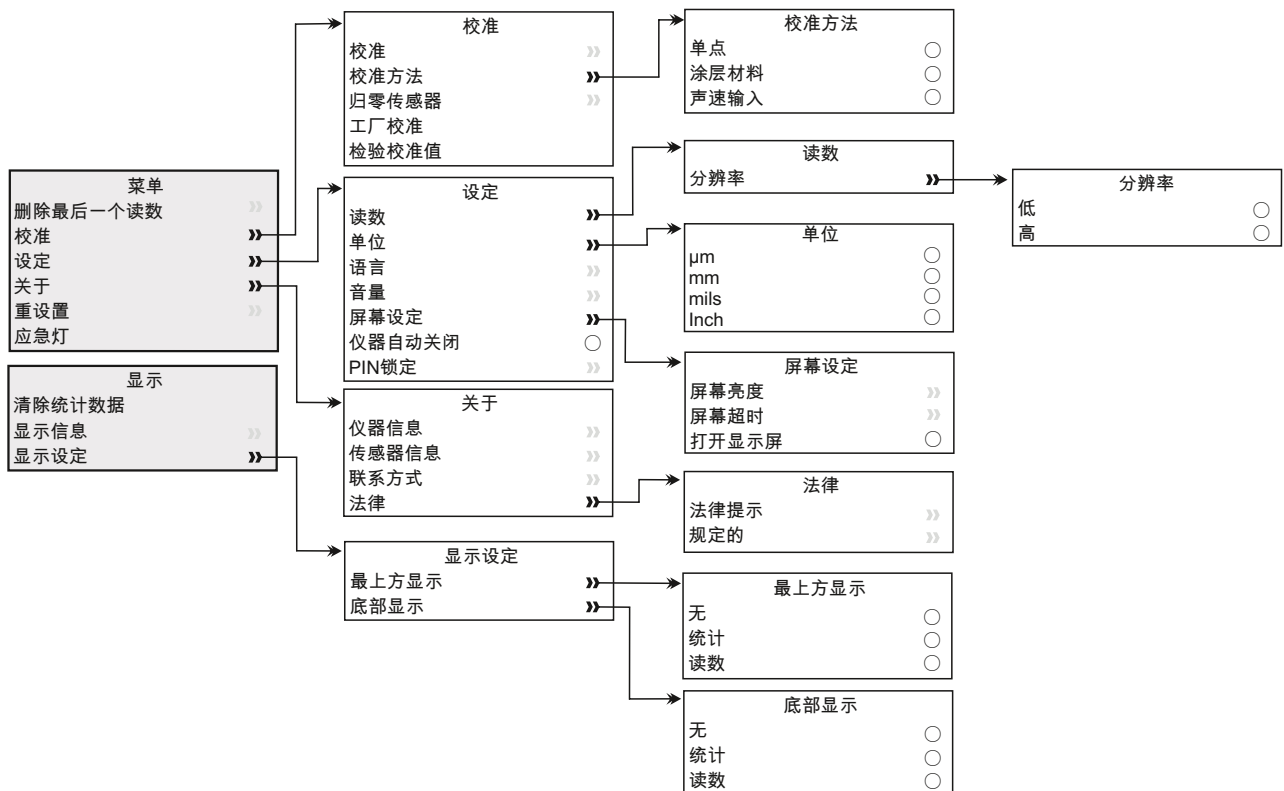 菜单
删除最后一个读数
校准
设定
关于
重设置
应急灯
显示
清除统计数据
显示信息
显示设定
校准
校准
校准方法
归零传感器
工厂校准
检验校准值
设定
读数
单位
语言
音量
屏幕设定
仪器自动关闭
PIN锁定
关于
仪器信息
传感器信息
联系方式
法律
显示设定
最上方显示
底部显示
校准方法
单点
涂层材料
声速输入
读数
分辨率
单位
μm
mm
mils
Inch
屏幕设定
屏幕亮度
屏幕超时
打开显示屏
法律
法律提示
规定的
最上方显示
无
统计
读数
底部显示
无
统计
读数
分辨率
低
高